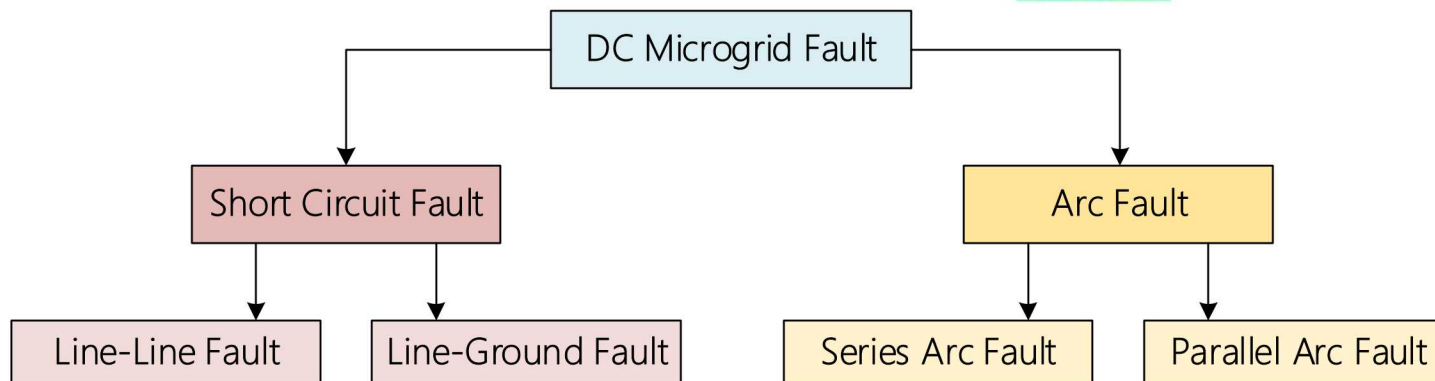 DC Microgrid Fault
Short Circuit Fault
Arc Fault
Line-Line Fault
Line-Ground Fault
Series Arc Fault
Parallel Arc Fault